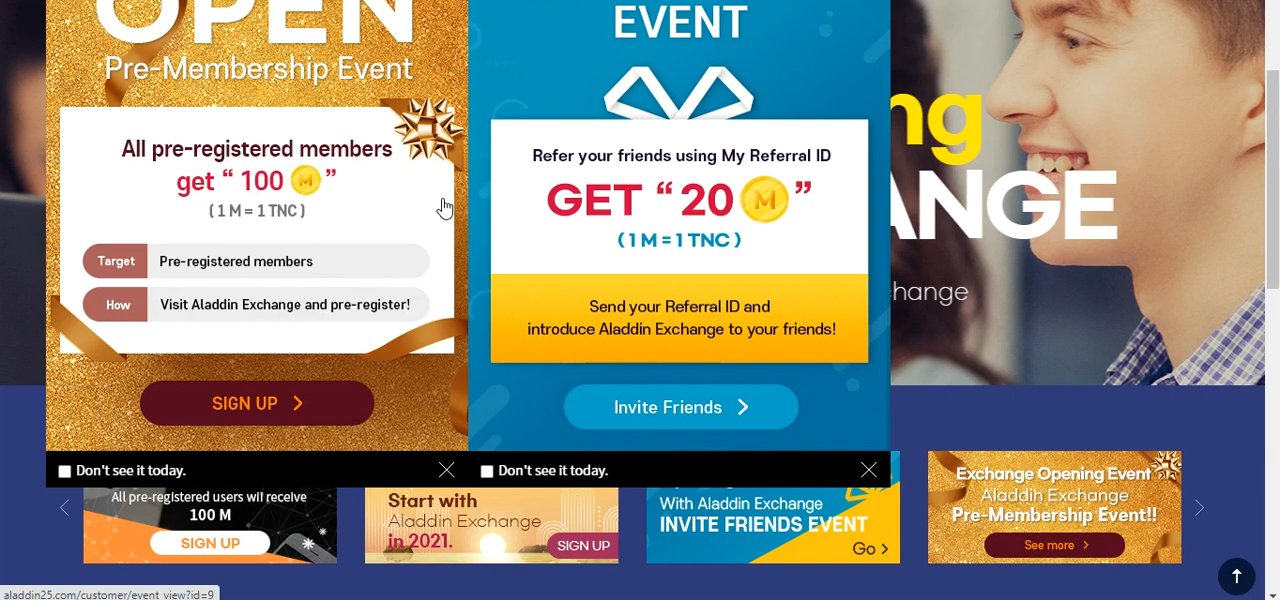 OPEN
Pre-Membership Event
All pre-registered members
get “ 100 M ”
( 1 M = 1 TNC )
Target Pre-registered members
How Visit Aladdin Exchange and pre-register!
SIGN UP
Don't see it today.
EVENT
Refer your friends using My Referral ID
GET “ 20 M ”
( 1 M = 1 TNC )
Send your Referral ID and
introduce Aladdin Exchange to your friends!
Invite Friends
Don't see it today.
ng
ANGE
hange
All pre-registered users will receive
100 M
SIGN UP
Start with
Aladdin Exchange
in 2021.
SIGN UP
With Aladdin Exchange
INVITE FRIENDS EVENT
Go
Exchange Opening Event
Aladdin Exchange
Pre-Membership Event!!
See more
aladdin25.com/customer/event_view?id=9